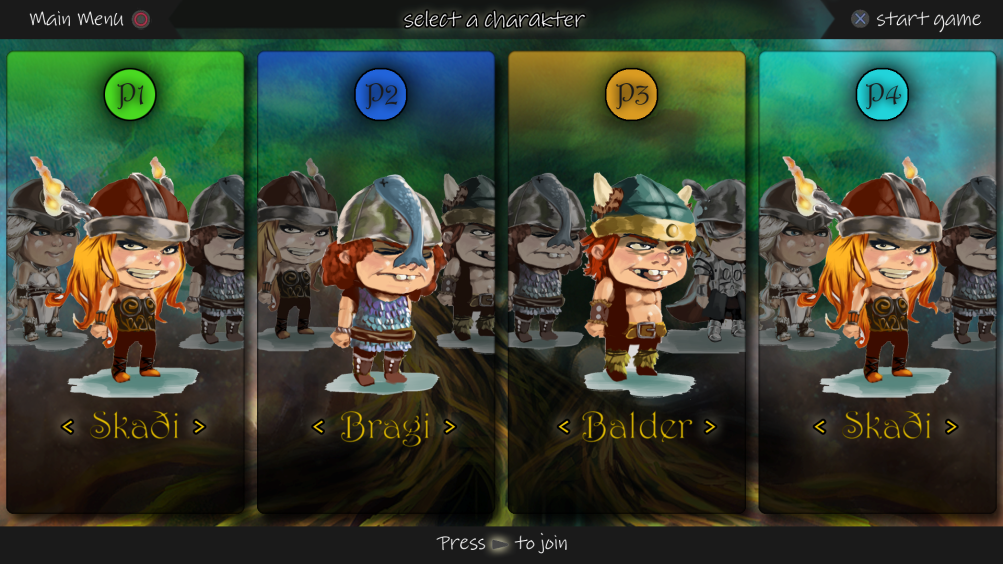 Main Menu
select a charakter
start game
P1
P2
P3
P4
< Skaði >
< Bragi >
< Balder >
< Skaði >
Press to join